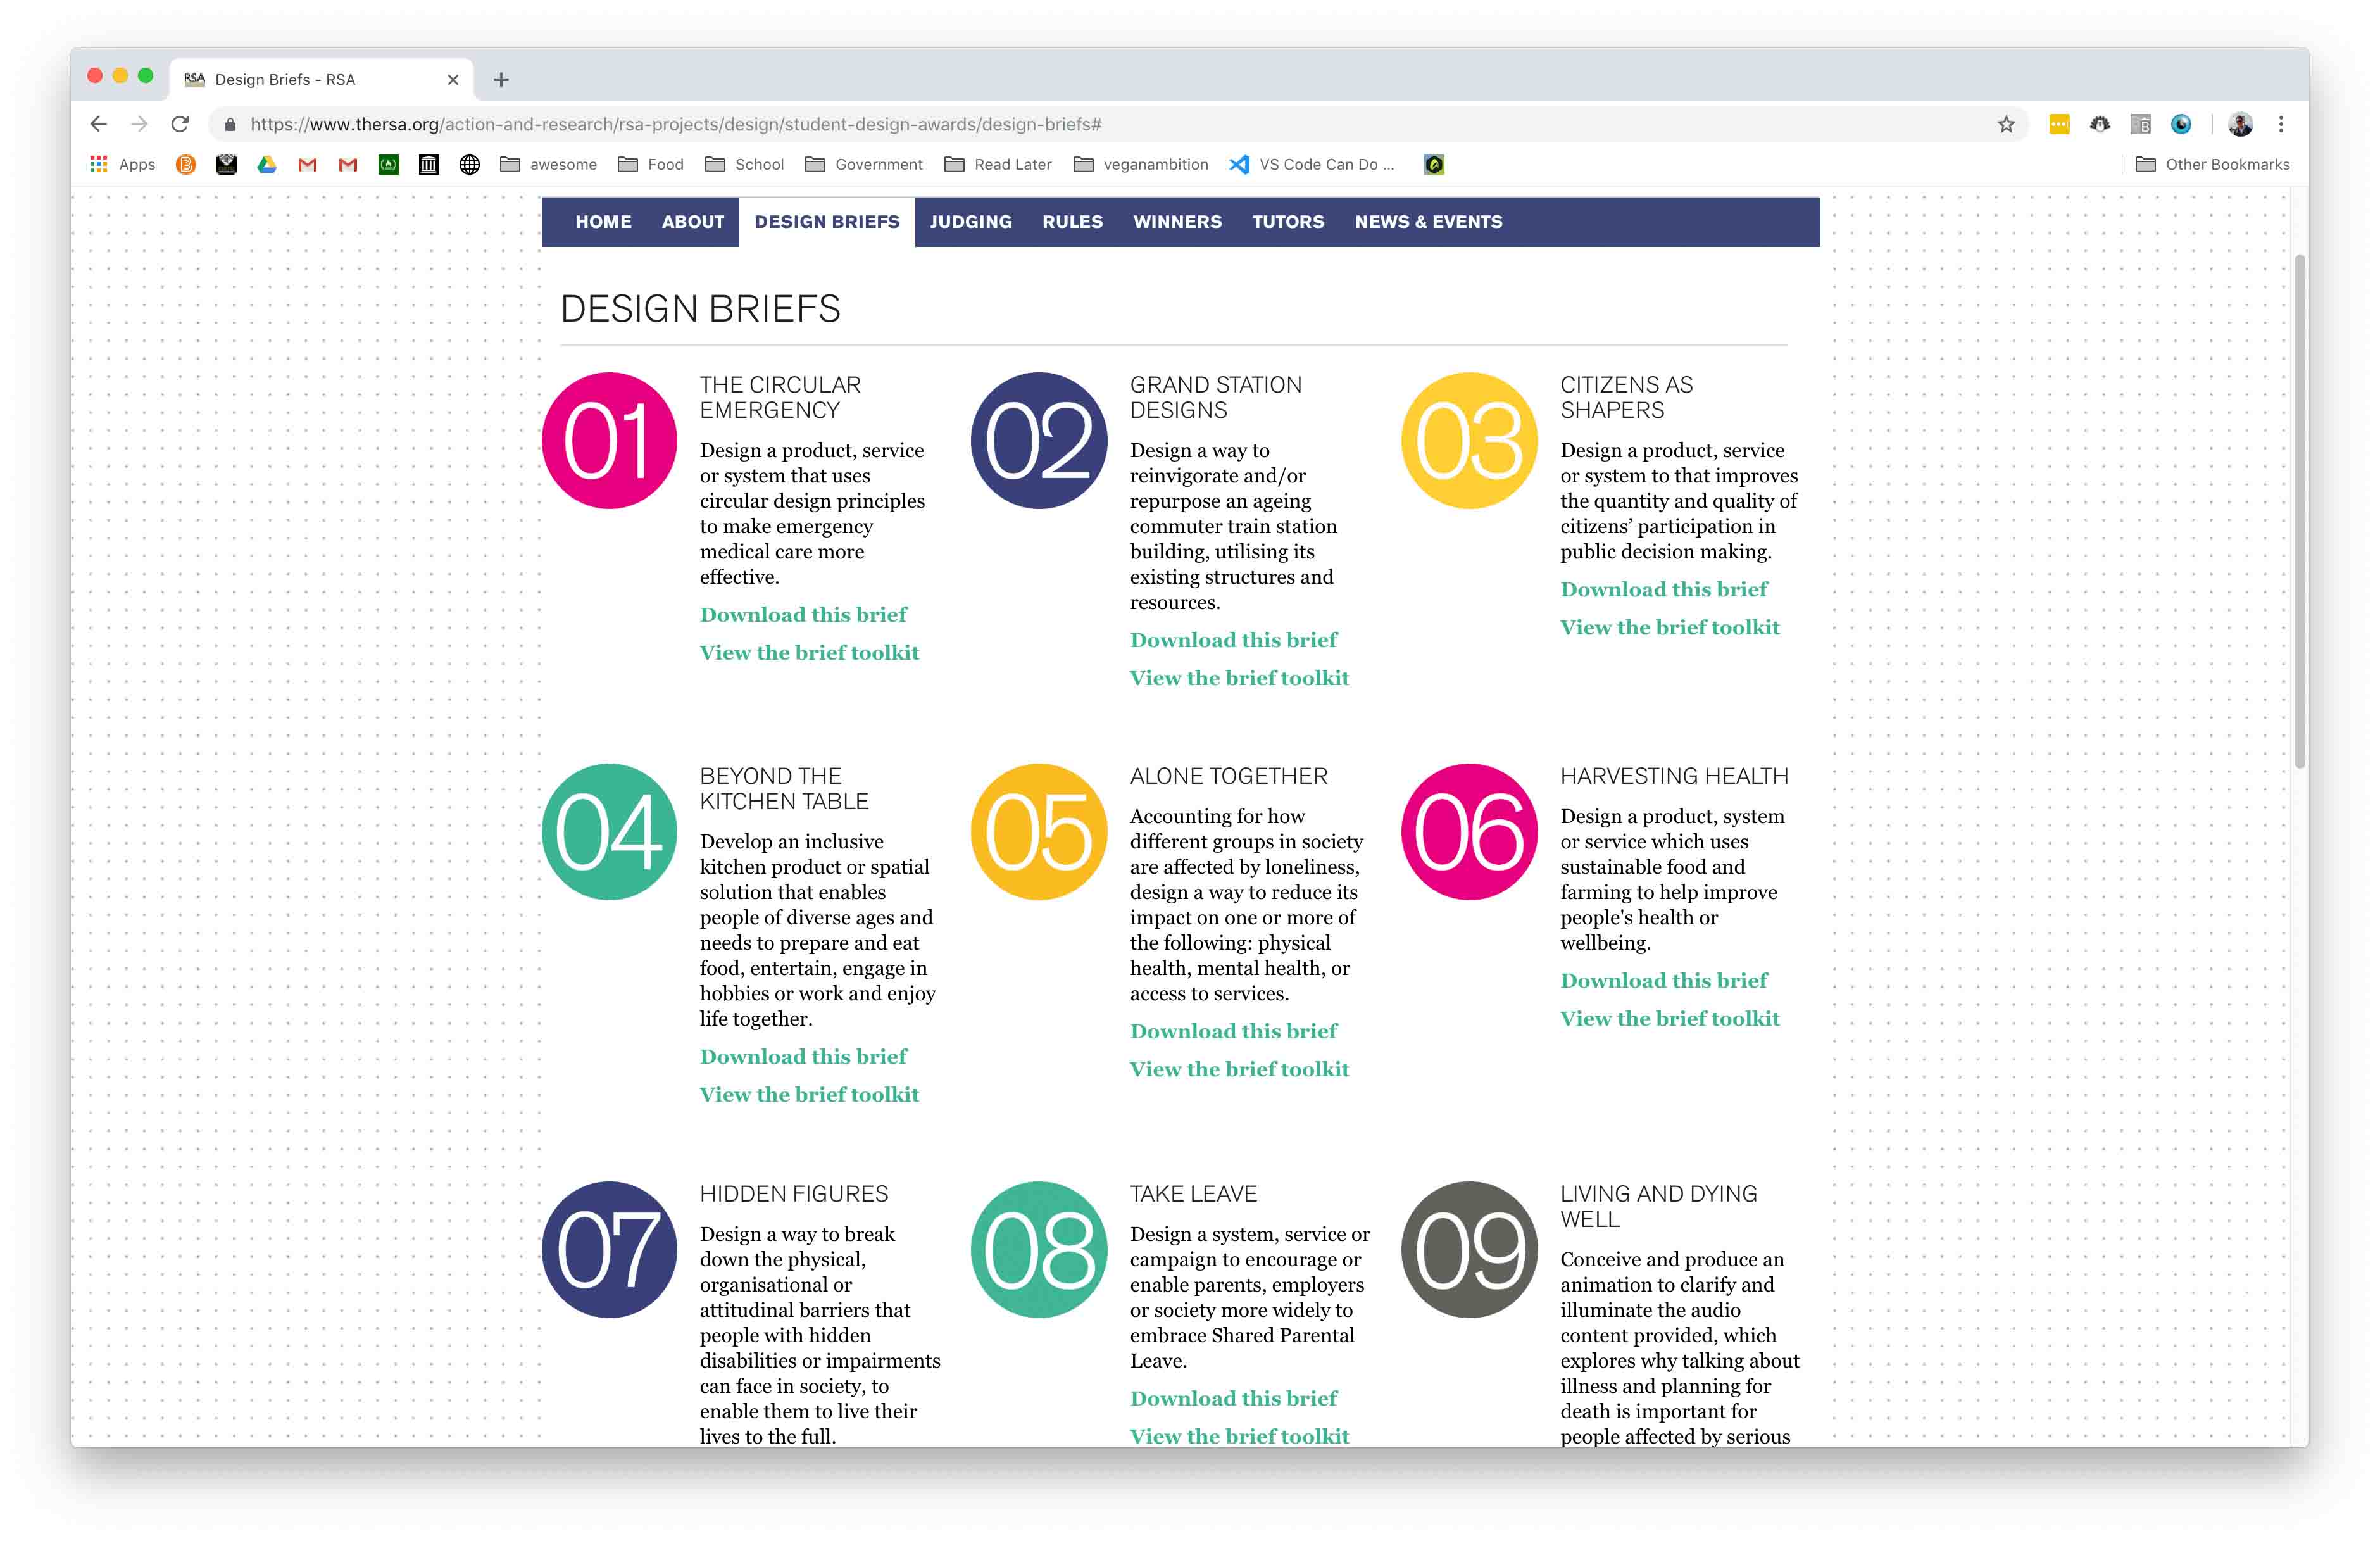 RSA Design Briefs - RSA
https://www.thersa.org/action-and-research/rsa-projects/design/student-design-awards/design-briefs#
Apps awesome Food School Government Read Later veganambition VS Code Can Do ... Other Bookmarks
HOME ABOUT DESIGN BRIEFS JUDGING RULES WINNERS TUTORS NEWS & EVENTS
DESIGN BRIEFS
01
THE CIRCULAR
EMERGENCY
Design a product, service
or system that uses
circular design principles
to make emergency
medical care more
effective.
Download this brief
View the brief toolkit
02
GRAND STATION
DESIGNS
Design a way to
reinvigorate and/or
repurpose an ageing
commuter train station
building, utilising its
existing structures and
resources.
Download this brief
View the brief toolkit
03
CITIZENS AS
SHAPERS
Design a product, service
or system to that improves
the quantity and quality of
citizens’ participation in
public decision making.
Download this brief
View the brief toolkit
04
BEYOND THE
KITCHEN TABLE
Develop an inclusive
kitchen product or spatial
solution that enables
people of diverse ages and
needs to prepare and eat
food, entertain, engage in
hobbies or work and enjoy
life together.
Download this brief
View the brief toolkit
05
ALONE TOGETHER
Accounting for how
different groups in society
are affected by loneliness,
design a way to reduce its
impact on one or more of
the following: physical
health, mental health, or
access to services.
Download this brief
View the brief toolkit
06
HARVESTING HEALTH
Design a product, system
or service which uses
sustainable food and
farming to help improve
people's health or
wellbeing.
Download this brief
View the brief toolkit
07
HIDDEN FIGURES
Design a way to break
down the physical,
organisational or
attitudinal barriers that
people with hidden
disabilities or impairments
can face in society, to
enable them to live their
lives to the full.
08
TAKE LEAVE
Design a system, service or
campaign to encourage or
enable parents, employers
or society more widely to
embrace Shared Parental
Leave.
Download this brief
View the brief toolkit
09
LIVING AND DYING
WELL
Conceive and produce an
animation to clarify and
illuminate the audio
content provided, which
explores why talking about
illness and planning for
death is important for
people affected by serious